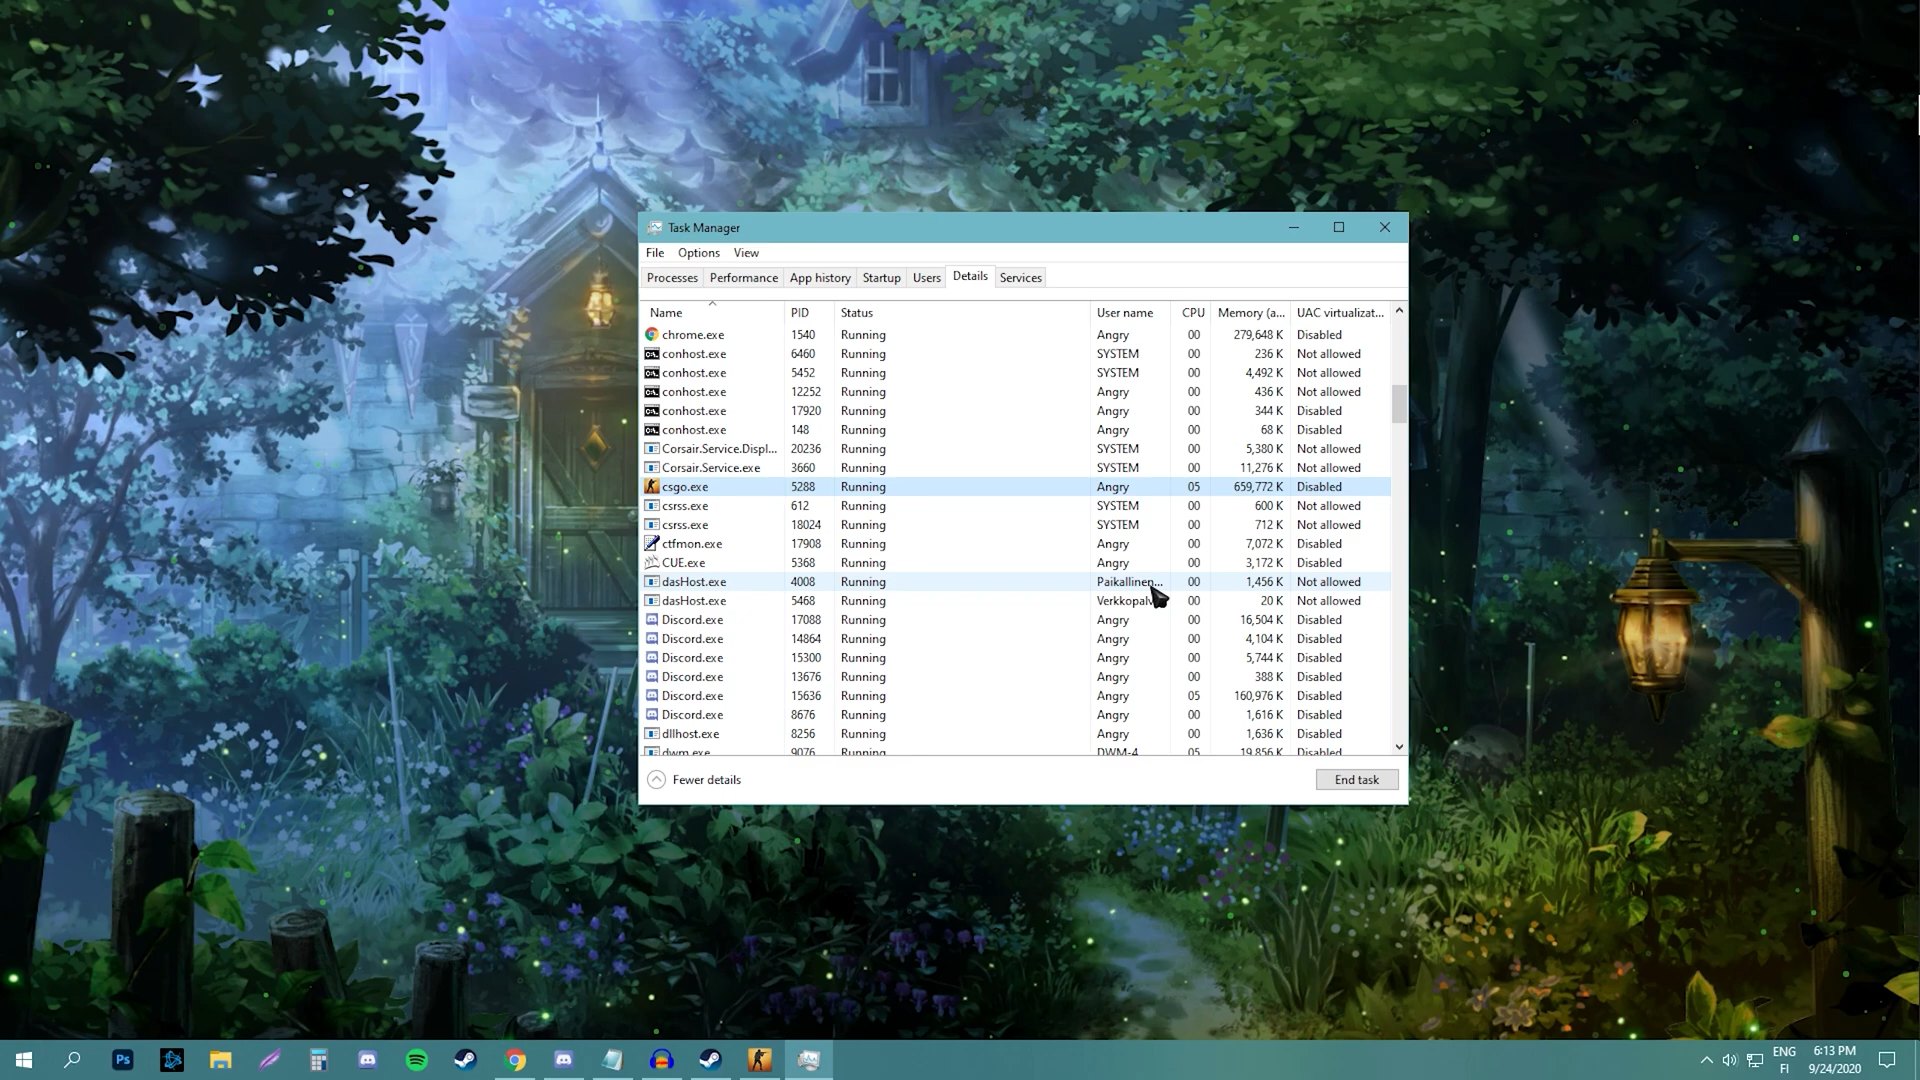 Task Manager
File Options View
Processes Performance App history Startup Users Details Services
Name PID Status User name CPU Memory (a... UAC virtualizat...
chrome.exe 1540 Running Angry 00 279,648 K Disabled
conhost.exe 6460 Running SYSTEM 00 236 K Not allowed
conhost.exe 5452 Running SYSTEM 00 4,492 K Not allowed
conhost.exe 12252 Running Angry 00 436 K Not allowed
conhost.exe 17920 Running Angry 00 344 K Disabled
conhost.exe 148 Running Angry 00 68 K Disabled
Corsair.Service.Displ... 20236 Running SYSTEM 00 5,380 K Not allowed
Corsair.Service.exe 3660 Running SYSTEM 00 11,276 K Not allowed
csgo.exe 5288 Running Angry 05 659,772 K Disabled
csrss.exe 612 Running SYSTEM 00 600 K Not allowed
csrss.exe 18024 Running SYSTEM 00 712 K Not allowed
ctfmon.exe 17908 Running Angry 00 7,072 K Disabled
CUE.exe 5368 Running Angry 00 3,172 K Disabled
dasHost.exe 4008 Running Paikallinen... 00 1,456 K Not allowed
dasHost.exe 5468 Running 00 20 K Not allowed
Discord.exe 17088 Running Angry 00 16,504 K Disabled
Discord.exe 14864 Running Angry 00 4,104 K Disabled
Discord.exe 15300 Running Angry 00 5,744 K Disabled
Discord.exe 13676 Running Angry 00 388 K Disabled
Discord.exe 15636 Running Angry 05 160,976 K Disabled
Discord.exe 8676 Running Angry 00 1,616 K Disabled
dllhost.exe 8256 Running Angry 00 1,636 K Disabled
dwm.exe 9076 Running DWM-4 05 19,856 K Disabled
Fewer details End task
Ps
ENG 6:13 PM
FI 9/24/2020